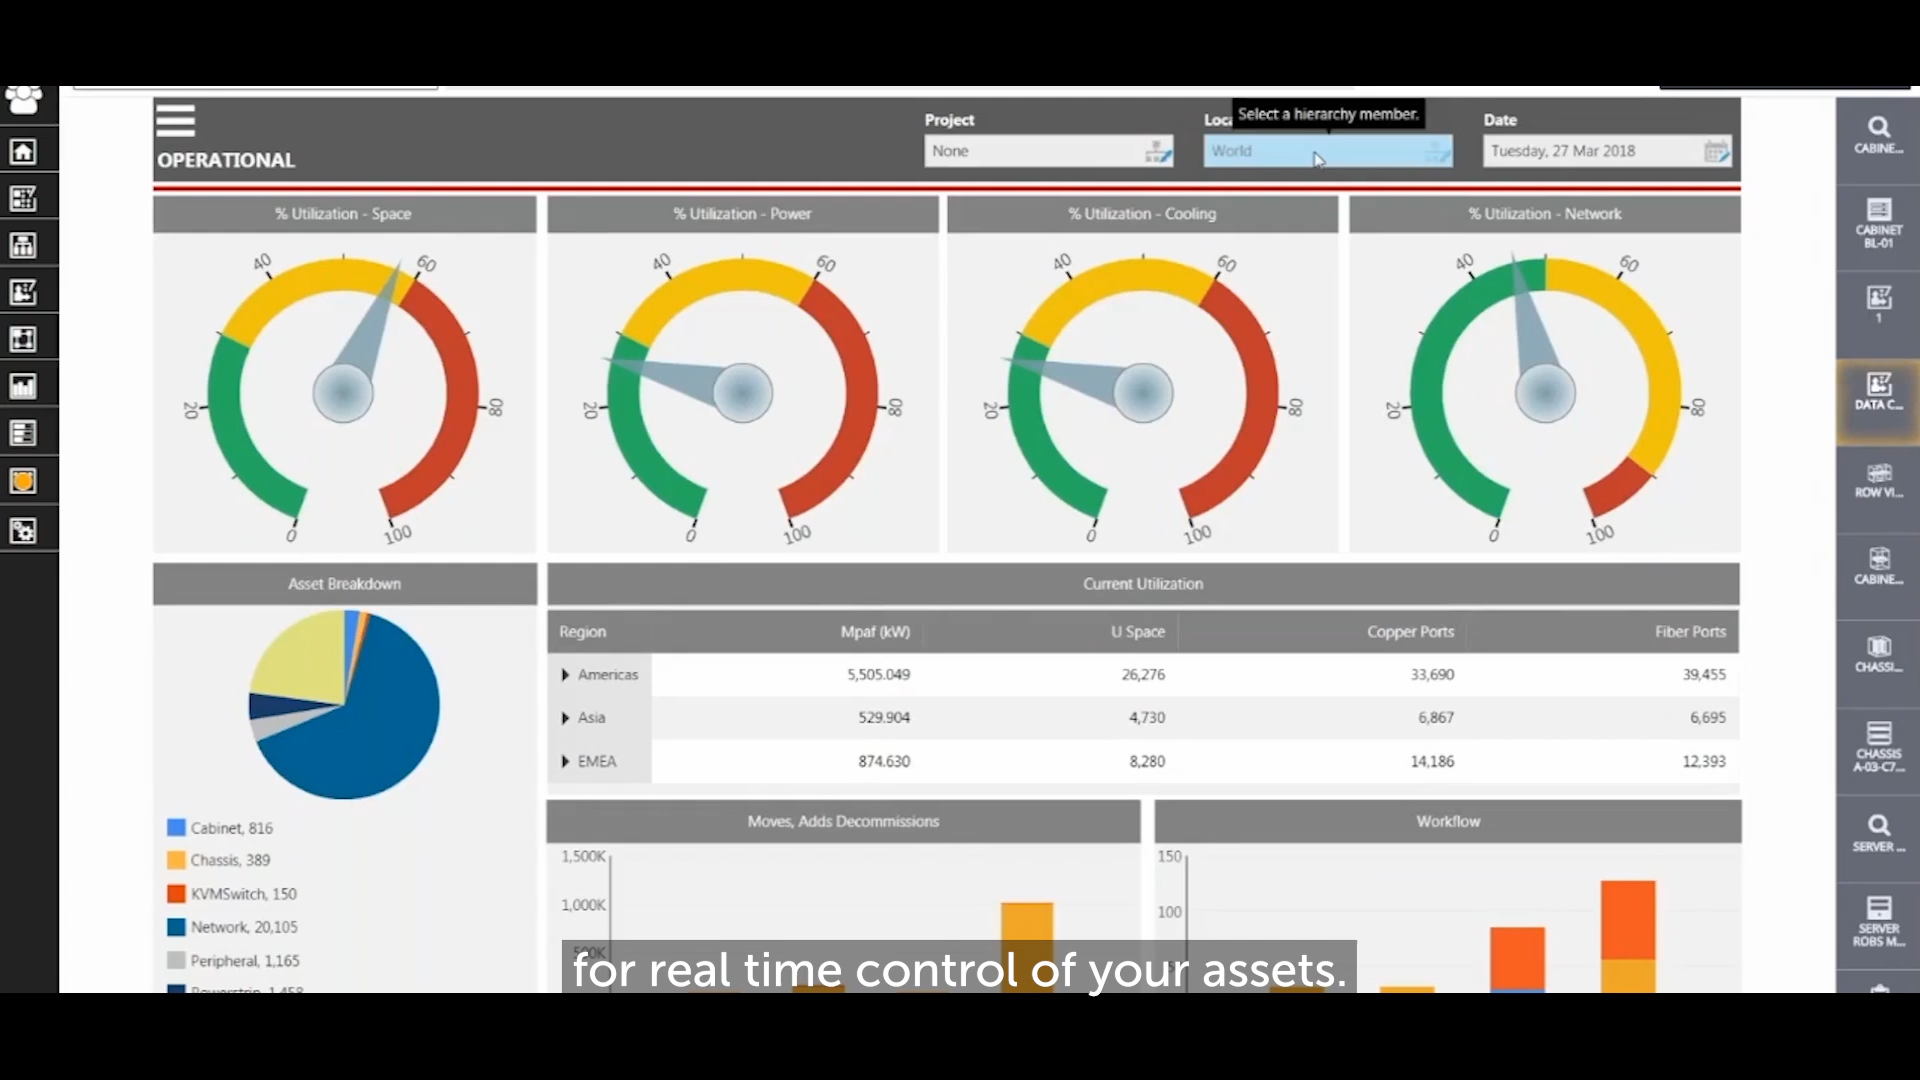 Select a hierarchy member.
Project
Date
None
World
Tuesday, 27 Mar 2018
OPERATIONAL
% Utilization - Space
% Utilization - Power
% Utilization - Cooling
% Utilization - Network
40
60
20
80
0
100
40
60
20
80
0
100
40
60
20
80
0
100
40
60
20
80
0
100
Asset Breakdown
Cabinet, 816
Chassis, 389
KVMSwitch, 150
Network, 20,105
Peripheral, 1,165
Powerstrip, 1,458
Current Utilization
Region Mpaf (kW) U Space Copper Ports Fiber Ports
Americas 5,505.049 26,276 33,690 39,455
Asia 529.904 4,730 6,867 6,695
EMEA 874.630 8,280 14,186 12,393
Moves, Adds Decommissions
1,500K
1,000K
500K
Workflow
150
100
for real time control of your assets.
CABINE...
CABINET
BL-01
1
DATA C...
ROW VI...
CABINE...
CHASSI...
CHASSIS
A-03-C7...
SERVER ...
SERVER
ROBS M...